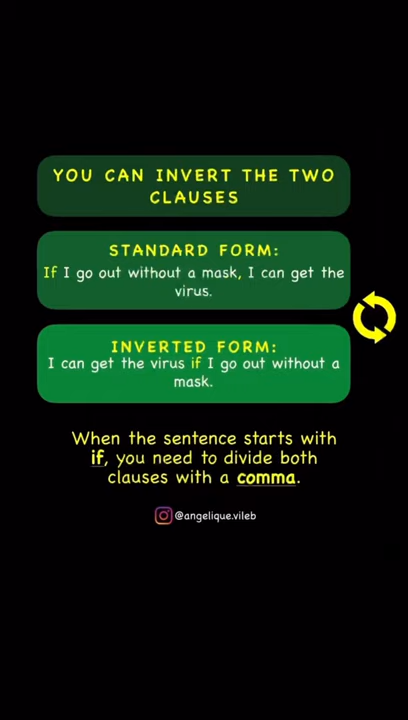 YOU CAN INVERT THE TWO
CLAUSES
STANDARD FORM:
If I go out without a mask, I can get the
virus.
INVERTED FORM:
I can get the virus if I go out without a
mask.
When the sentence starts with
if, you need to divide both
clauses with a comma.
@angelique.vileb